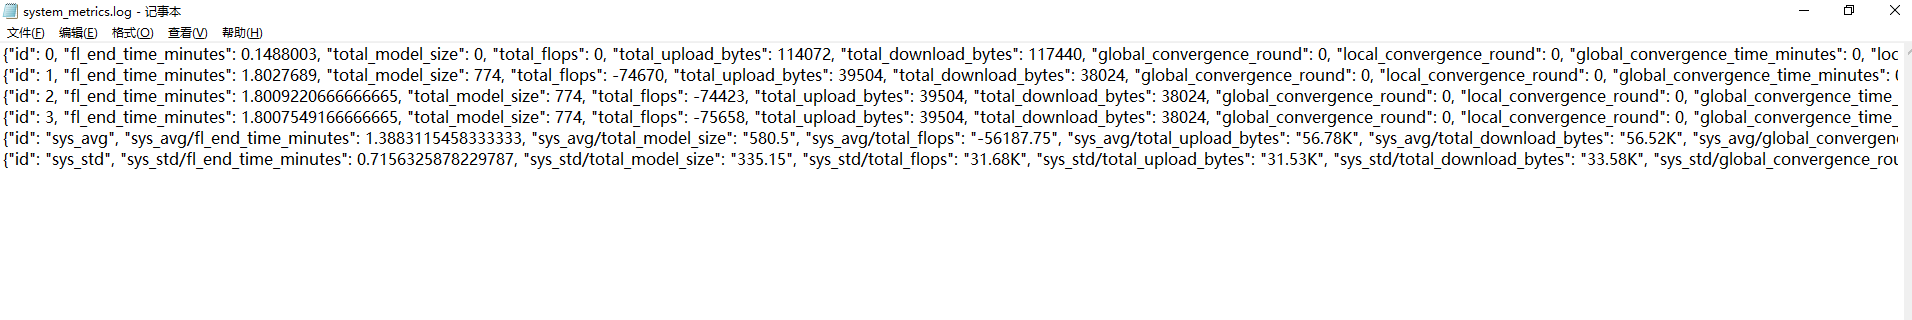 system_metrics.log - 记事本
文件(F) 编辑(E) 格式(O) 查看(V) 帮助(H)
{"id": 0, "fl_end_time_minutes": 0.1488003, "total_model_size": 0, "total_flops": 0, "total_upload_bytes": 114072, "total_download_bytes": 117440, "global_convergence_round": 0, "local_convergence_round": 0, "global_convergence_time_minutes": 0, "loc
{"id": 1, "fl_end_time_minutes": 1.8027689, "total_model_size": 774, "total_flops": -74670, "total_upload_bytes": 39504, "total_download_bytes": 38024, "global_convergence_round": 0, "local_convergence_round": 0, "global_convergence_time_minutes": 0
{"id": 2, "fl_end_time_minutes": 1.8009220666666665, "total_model_size": 774, "total_flops": -74423, "total_upload_bytes": 39504, "total_download_bytes": 38024, "global_convergence_round": 0, "local_convergence_round": 0, "global_convergence_time_
{"id": 3, "fl_end_time_minutes": 1.8007549166666665, "total_model_size": 774, "total_flops": -75658, "total_upload_bytes": 39504, "total_download_bytes": 38024, "global_convergence_round": 0, "local_convergence_round": 0, "global_convergence_time_
{"id": "sys_avg", "sys_avg/fl_end_time_minutes": 1.3883115458333333, "sys_avg/total_model_size": "580.5", "sys_avg/total_flops": "-56187.75", "sys_avg/total_upload_bytes": "56.78K", "sys_avg/total_download_bytes": "56.52K", "sys_avg/global_convergenc
{"id": "sys_std", "sys_std/fl_end_time_minutes": 0.7156325878229787, "sys_std/total_model_size": "335.15", "sys_std/total_flops": "31.68K", "sys_std/total_upload_bytes": "31.53K", "sys_std/total_download_bytes": "33.58K", "sys_std/global_convergence_rou